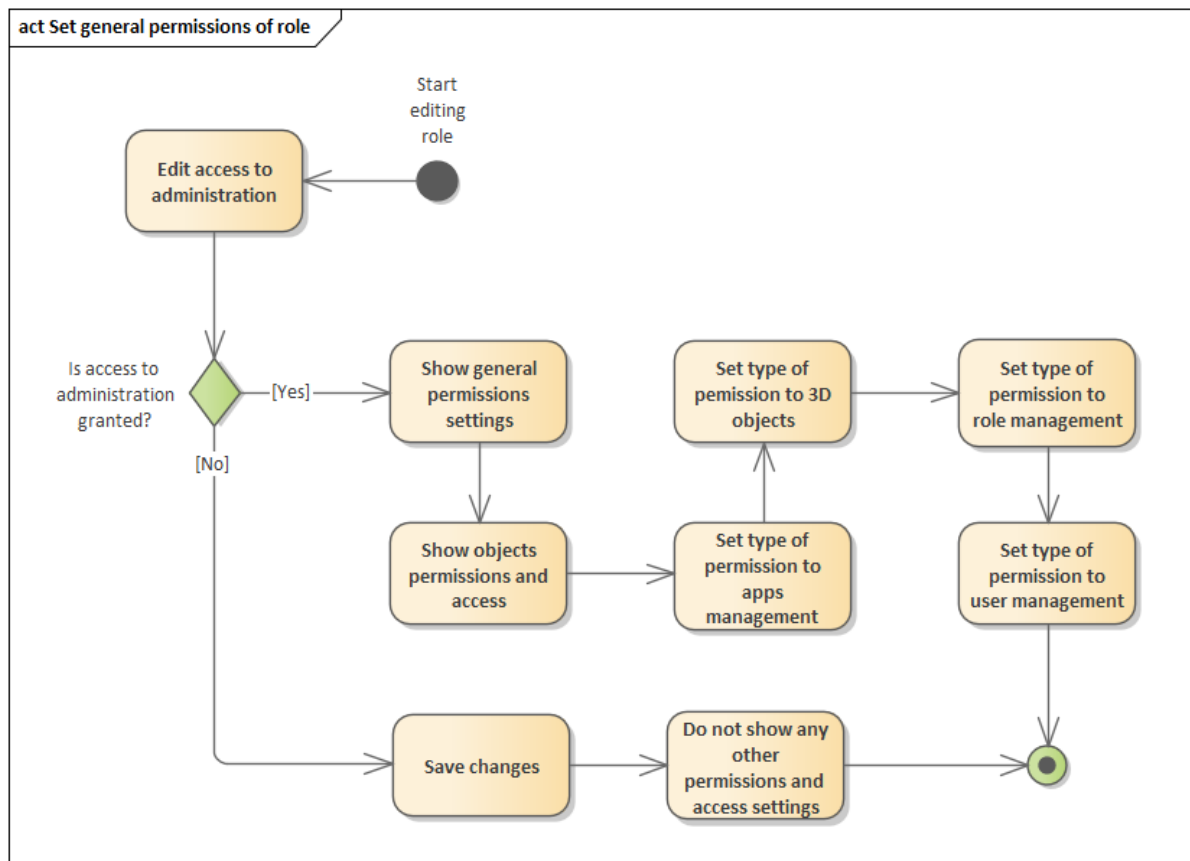 act Set general permissions of role
Start
editing
role
Edit access to
administration
Is access to
administration
granted?
[Yes]
[No]
Show general
permissions
settings
Show objects
permissions and
access
Set type of
permission to
apps
management
Set type of
pemission to 3D
objects
Set type of
permission to
role management
Set type of
permission to
user management
Save changes
Do not show any
other
permissions and
access settings